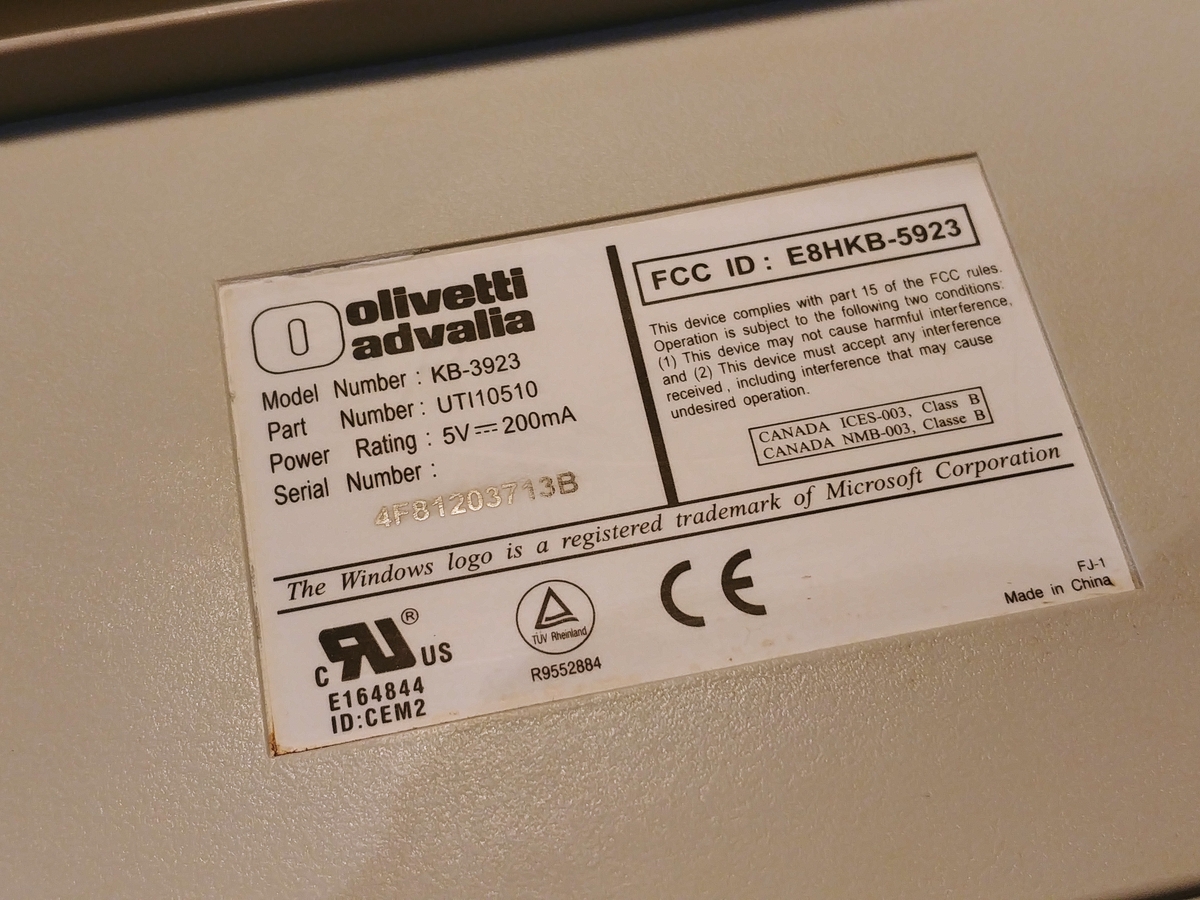 olivetti
advalia
Model Number : KB-3923
Part Number : UTI10510
Power Rating : 5V 200mA
Serial Number :
4F81203713B
FCC ID : E8HKB-5923
This device complies with part 15 of the FCC rules.
Operation is subject to the following two conditions:
(1) This device may not cause harmful interference,
and (2) This device must accept any interference
received, including interference that may cause
undesired operation.
CANADA ICES-003, Class B
CANADA NMB-003, Classe B
The Windows logo is a registered trademark of Microsoft Corporation
C RU ® US
E164844
ID:CEM2
TÜV Rheinland
R9552884
CE
FJ-1
Made in China